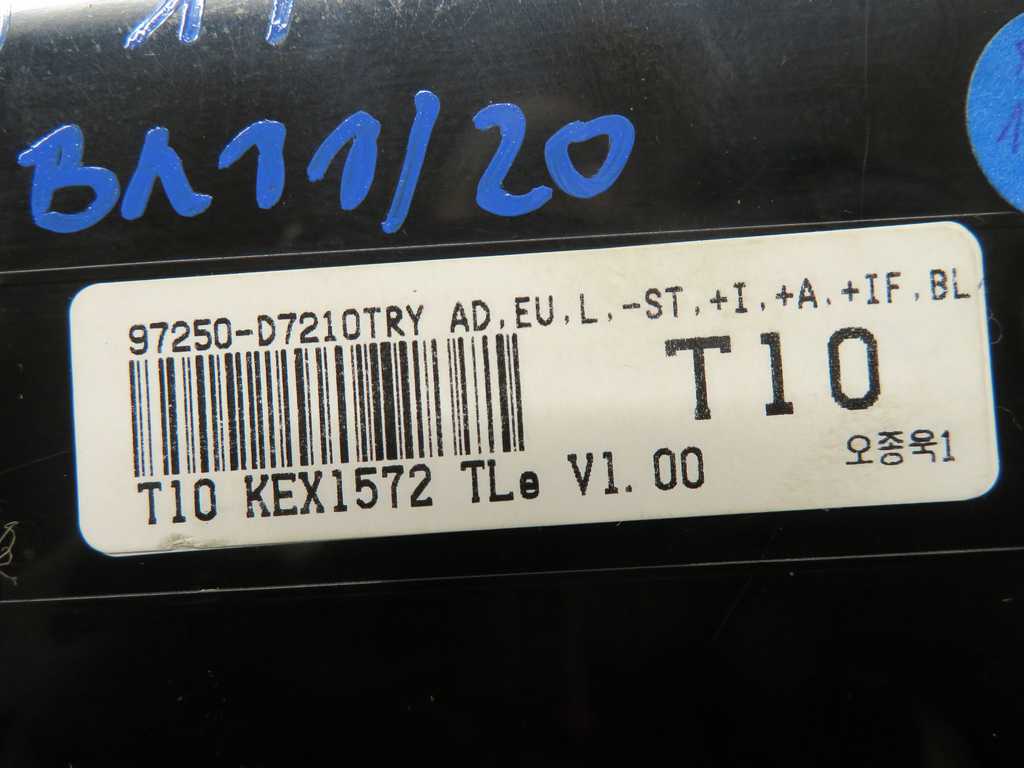 BA11/20
97250-D7210TRY AD,EU,L,-ST,+I,+A,+IF,BL
T10
T10 KEX1572 TLe V1.00
오종욱1